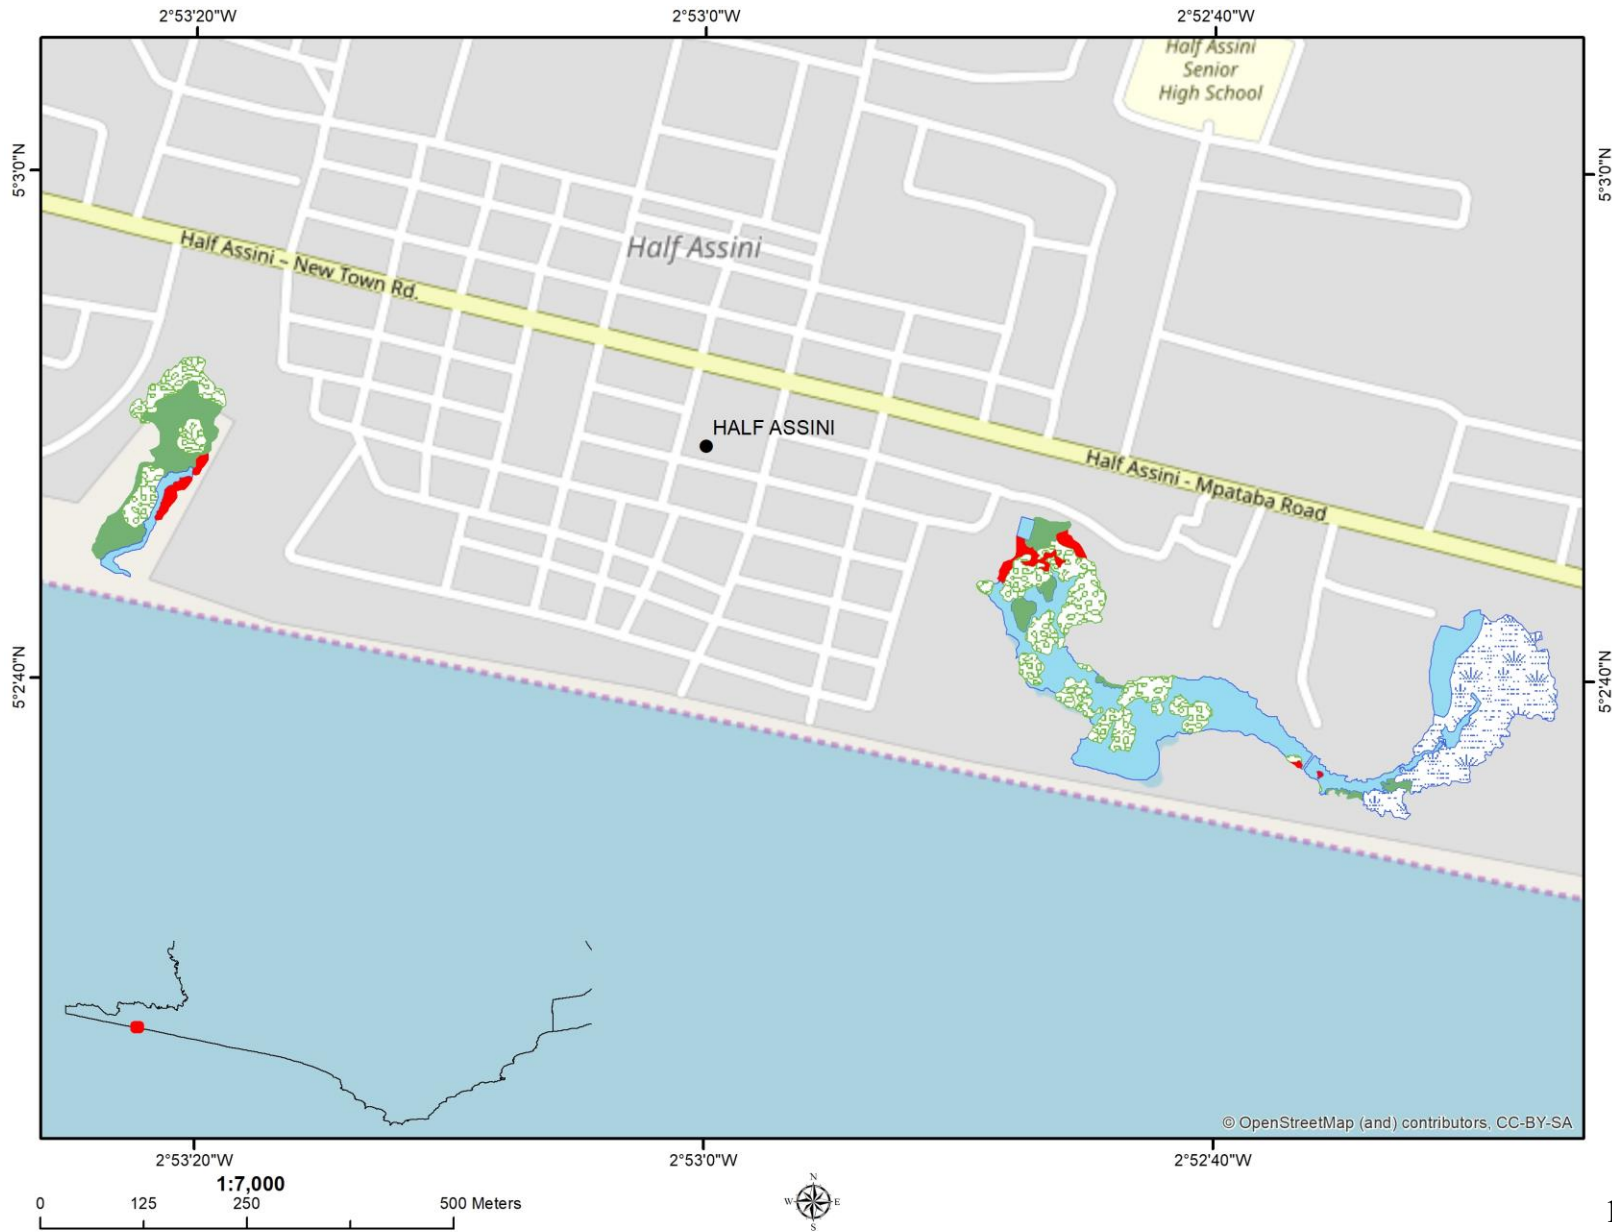 2°53'20"W
2°53'0"W
2°52'40"W
Half Assini
Senior
High School
5°3'0"N
5°3'0"N
Half Assini – New Town Rd.
Half Assini
HALF ASSINI
Half Assini - Mpataba Road
5°2'40"N
5°2'40"N
© OpenStreetMap (and) contributors, CC-BY-SA
2°53'20"W
2°53'0"W
2°52'40"W
1:7,000
0 125 250 500 Meters
N
W E
S
1